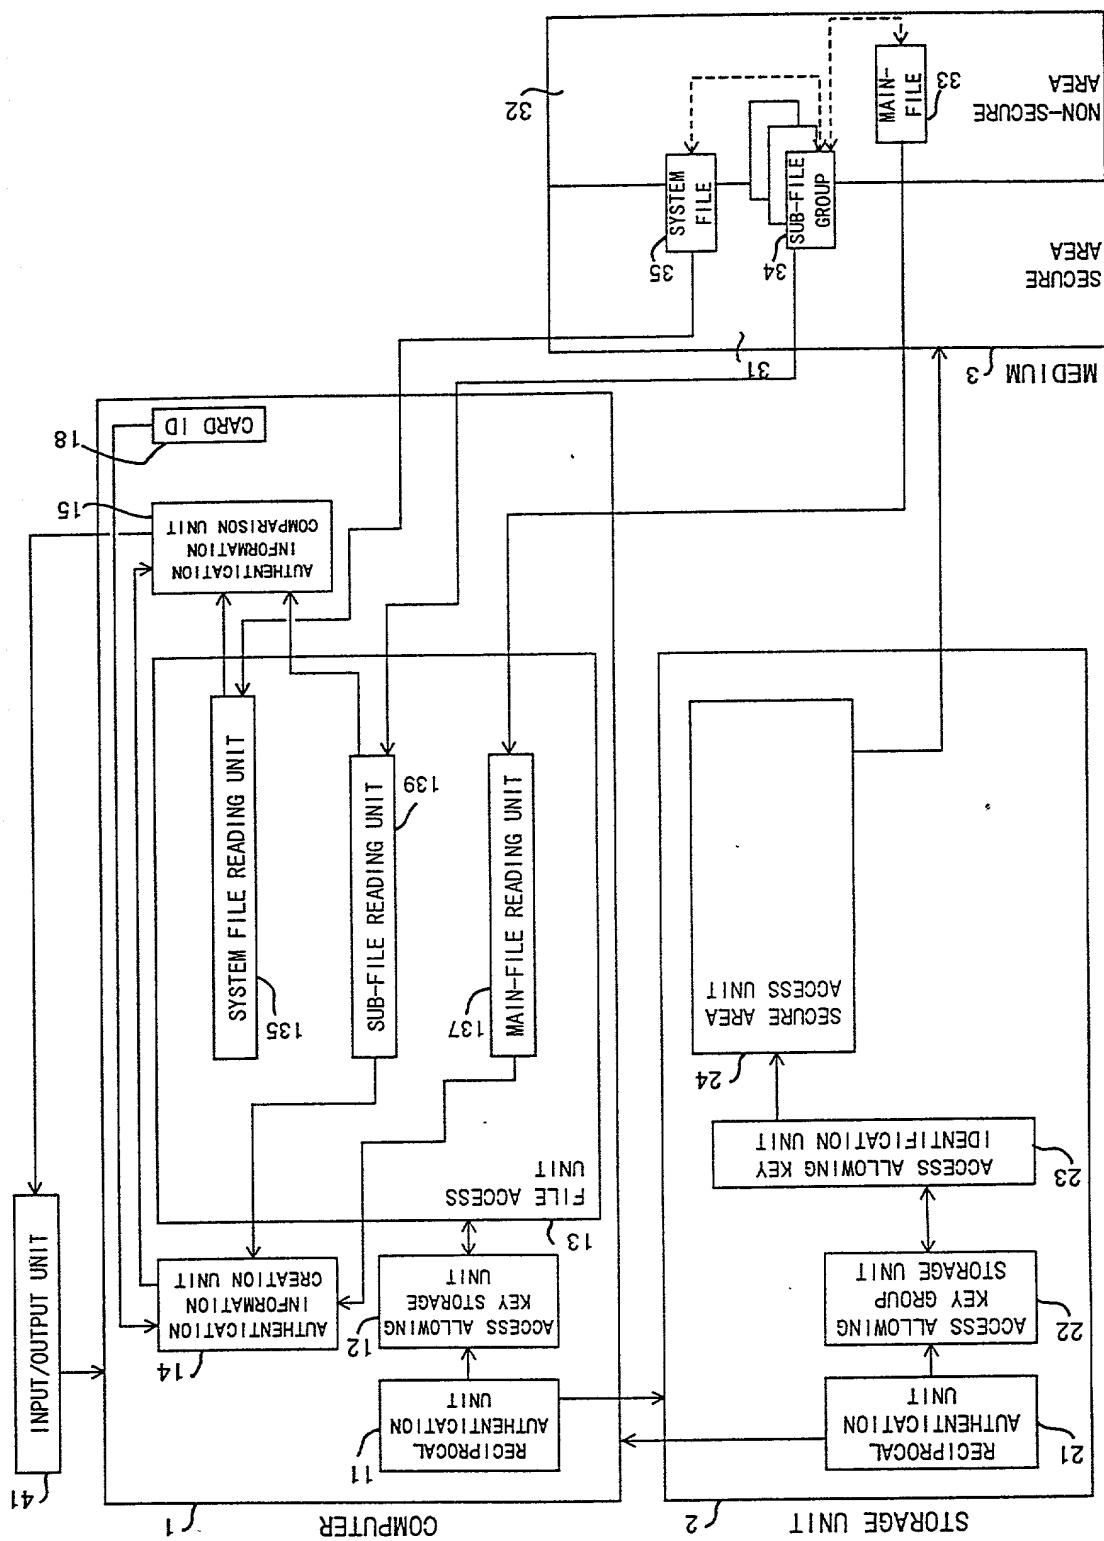 COMPUTER
1
RECIPROCAL
AUTHENTICATION
UNIT
11
ACCESS ALLOWING
KEY STORAGE
UNIT
12
FILE ACCESS
UNIT
13
AUTHENTICATION
INFORMATION
CREATION UNIT
14
INPUT/OUTPUT UNIT
41
MAIN-FILE READING UNIT
137
SUB-FILE READING UNIT
139
SYSTEM FILE READING UNIT
135
AUTHENTICATION
INFORMATION
COMPARISON UNIT
15
CARD ID
18
STORAGE UNIT
2
RECIPROCAL
AUTHENTICATION
UNIT
21
ACCESS ALLOWING
KEY GROUP
STORAGE UNIT
22
ACCESS ALLOWING KEY
IDENTIFICATION UNIT
23
SECURE AREA
ACCESS UNIT
24
MEDIUM
3
31
SECURE
AREA
NON-SECURE
AREA
32
MAIN-
FILE
33
SUB-FILE
GROUP
34
SYSTEM
FILE
35